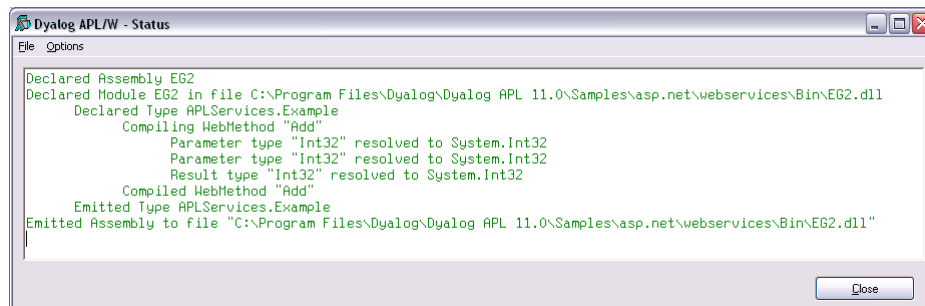 Dyalog APL/W - Status
File Options
Declared Assembly EG2
Declared Module EG2 in file C:\Program Files\Dyalog\Dyalog APL 11.0\Samples\asp.net\webservices\Bin\EG2.dll
Declared Type APLServices.Example
Compiling WebMethod "Add"
Parameter type "Int32" resolved to System.Int32
Parameter type "Int32" resolved to System.Int32
Result type "Int32" resolved to System.Int32
Compiled WebMethod "Add"
Emitted Type APLServices.Example
Emitted Assembly to file "C:\Program Files\Dyalog\Dyalog APL 11.0\Samples\asp.net\webservices\Bin\EG2.dll"
Close